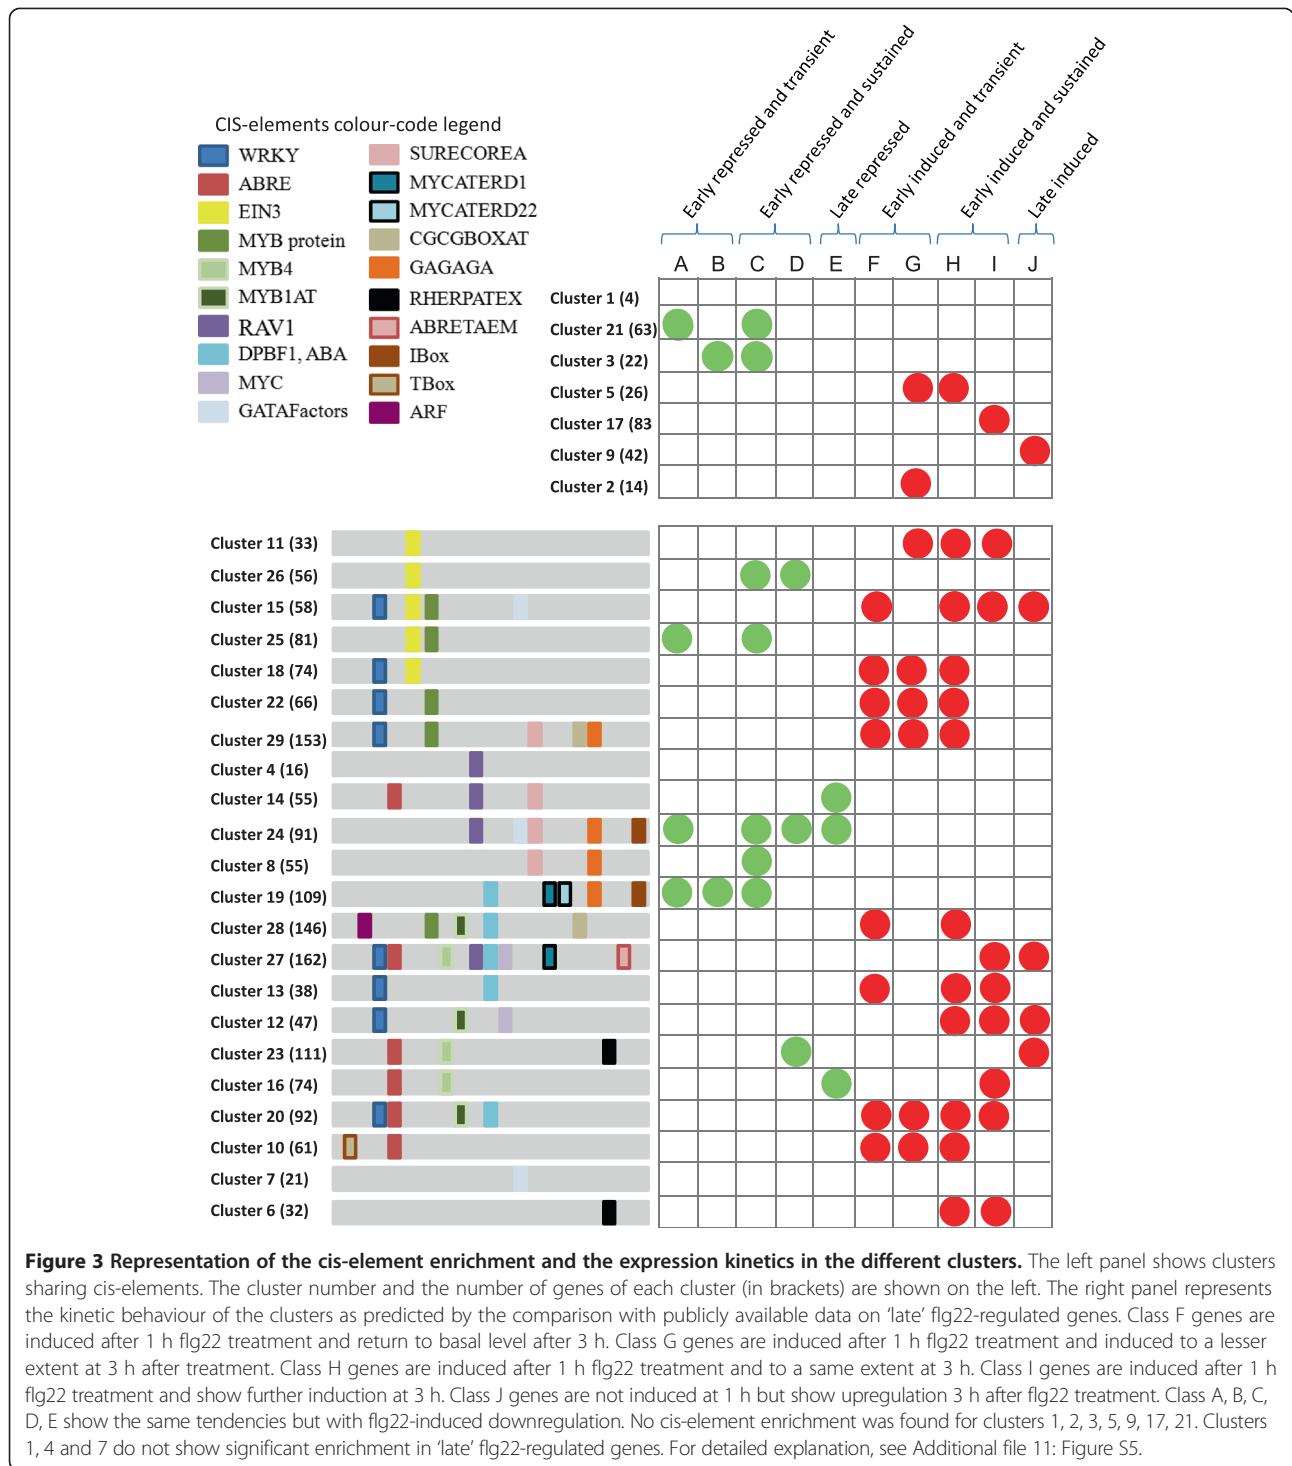 CIS-elements colour-code legend
WRKY
ABRE
EIN3
MYB protein
MYB4
MYB1AT
RAV1
DPBF1, ABA
MYC
GATAFactors
SURECOREA
MYCATERD1
MYCATERD22
CGCGBOXAT
GAGAGA
RHERPATEX
ABRETAEM
IBox
TBox
ARF
Early repressed and transient
Early repressed and sustained
Late repressed
Early induced and transient
Early induced and sustained
Late induced
A B C D E F G H I J
Cluster 1 (4)
Cluster 21 (63)
Cluster 3 (22)
Cluster 5 (26)
Cluster 17 (83
Cluster 9 (42)
Cluster 2 (14)
Cluster 11 (33)
Cluster 26 (56)
Cluster 15 (58)
Cluster 25 (81)
Cluster 18 (74)
Cluster 22 (66)
Cluster 29 (153)
Cluster 4 (16)
Cluster 14 (55)
Cluster 24 (91)
Cluster 8 (55)
Cluster 19 (109)
Cluster 28 (146)
Cluster 27 (162)
Cluster 13 (38)
Cluster 12 (47)
Cluster 23 (111)
Cluster 16 (74)
Cluster 20 (92)
Cluster 10 (61)
Cluster 7 (21)
Cluster 6 (32)
Figure 3 Representation of the cis-element enrichment and the expression kinetics in the different clusters. The left panel shows clusters
sharing cis-elements. The cluster number and the number of genes of each cluster (in brackets) are shown on the left. The right panel represents
the kinetic behaviour of the clusters as predicted by the comparison with publicly available data on 'late' flg22-regulated genes. Class F genes are
induced after 1 h flg22 treatment and return to basal level after 3 h. Class G genes are induced after 1 h flg22 treatment and induced to a lesser
extent at 3 h after treatment. Class H genes are induced after 1 h flg22 treatment and to a same extent at 3 h. Class I genes are induced after 1 h
flg22 treatment and show further induction at 3 h. Class J genes are not induced at 1 h but show upregulation 3 h after flg22 treatment. Class A, B, C,
D, E show the same tendencies but with flg22-induced downregulation. No cis-element enrichment was found for clusters 1, 2, 3, 5, 9, 17, 21. Clusters
1, 4 and 7 do not show significant enrichment in 'late' flg22-regulated genes. For detailed explanation, see Additional file 11: Figure S5.